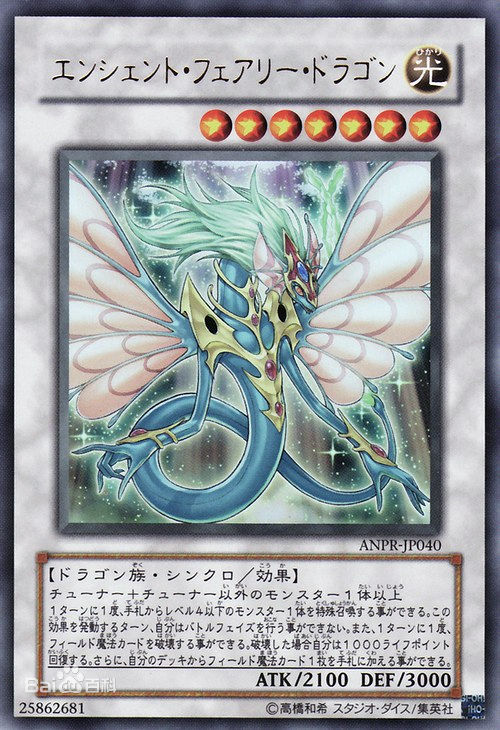 エンシェント・フェアリー・ドラゴン
ひかり
光
ANPR-JP040
【ドラゴン族・シンクロ／効果】
チューナー＋チューナー以外のモンスター１体以上
１ターンに１度、手札からレベル４以下のモンスター１体を特殊召喚する事ができる。この
効果を発動するターン、自分はバトルフェイズを行う事ができない。また、１ターンに１度、
フィールド魔法カードを破壊する事ができる。破壊した場合自分は１０００ライフポイント
回復する。さらに、自分のデッキからフィールド魔法カード１枚を手札に加える事ができる。
ATK/2100 DEF/3000
Bai百科
25862681
©高橋和希 スタジオ・ダイス/集英社